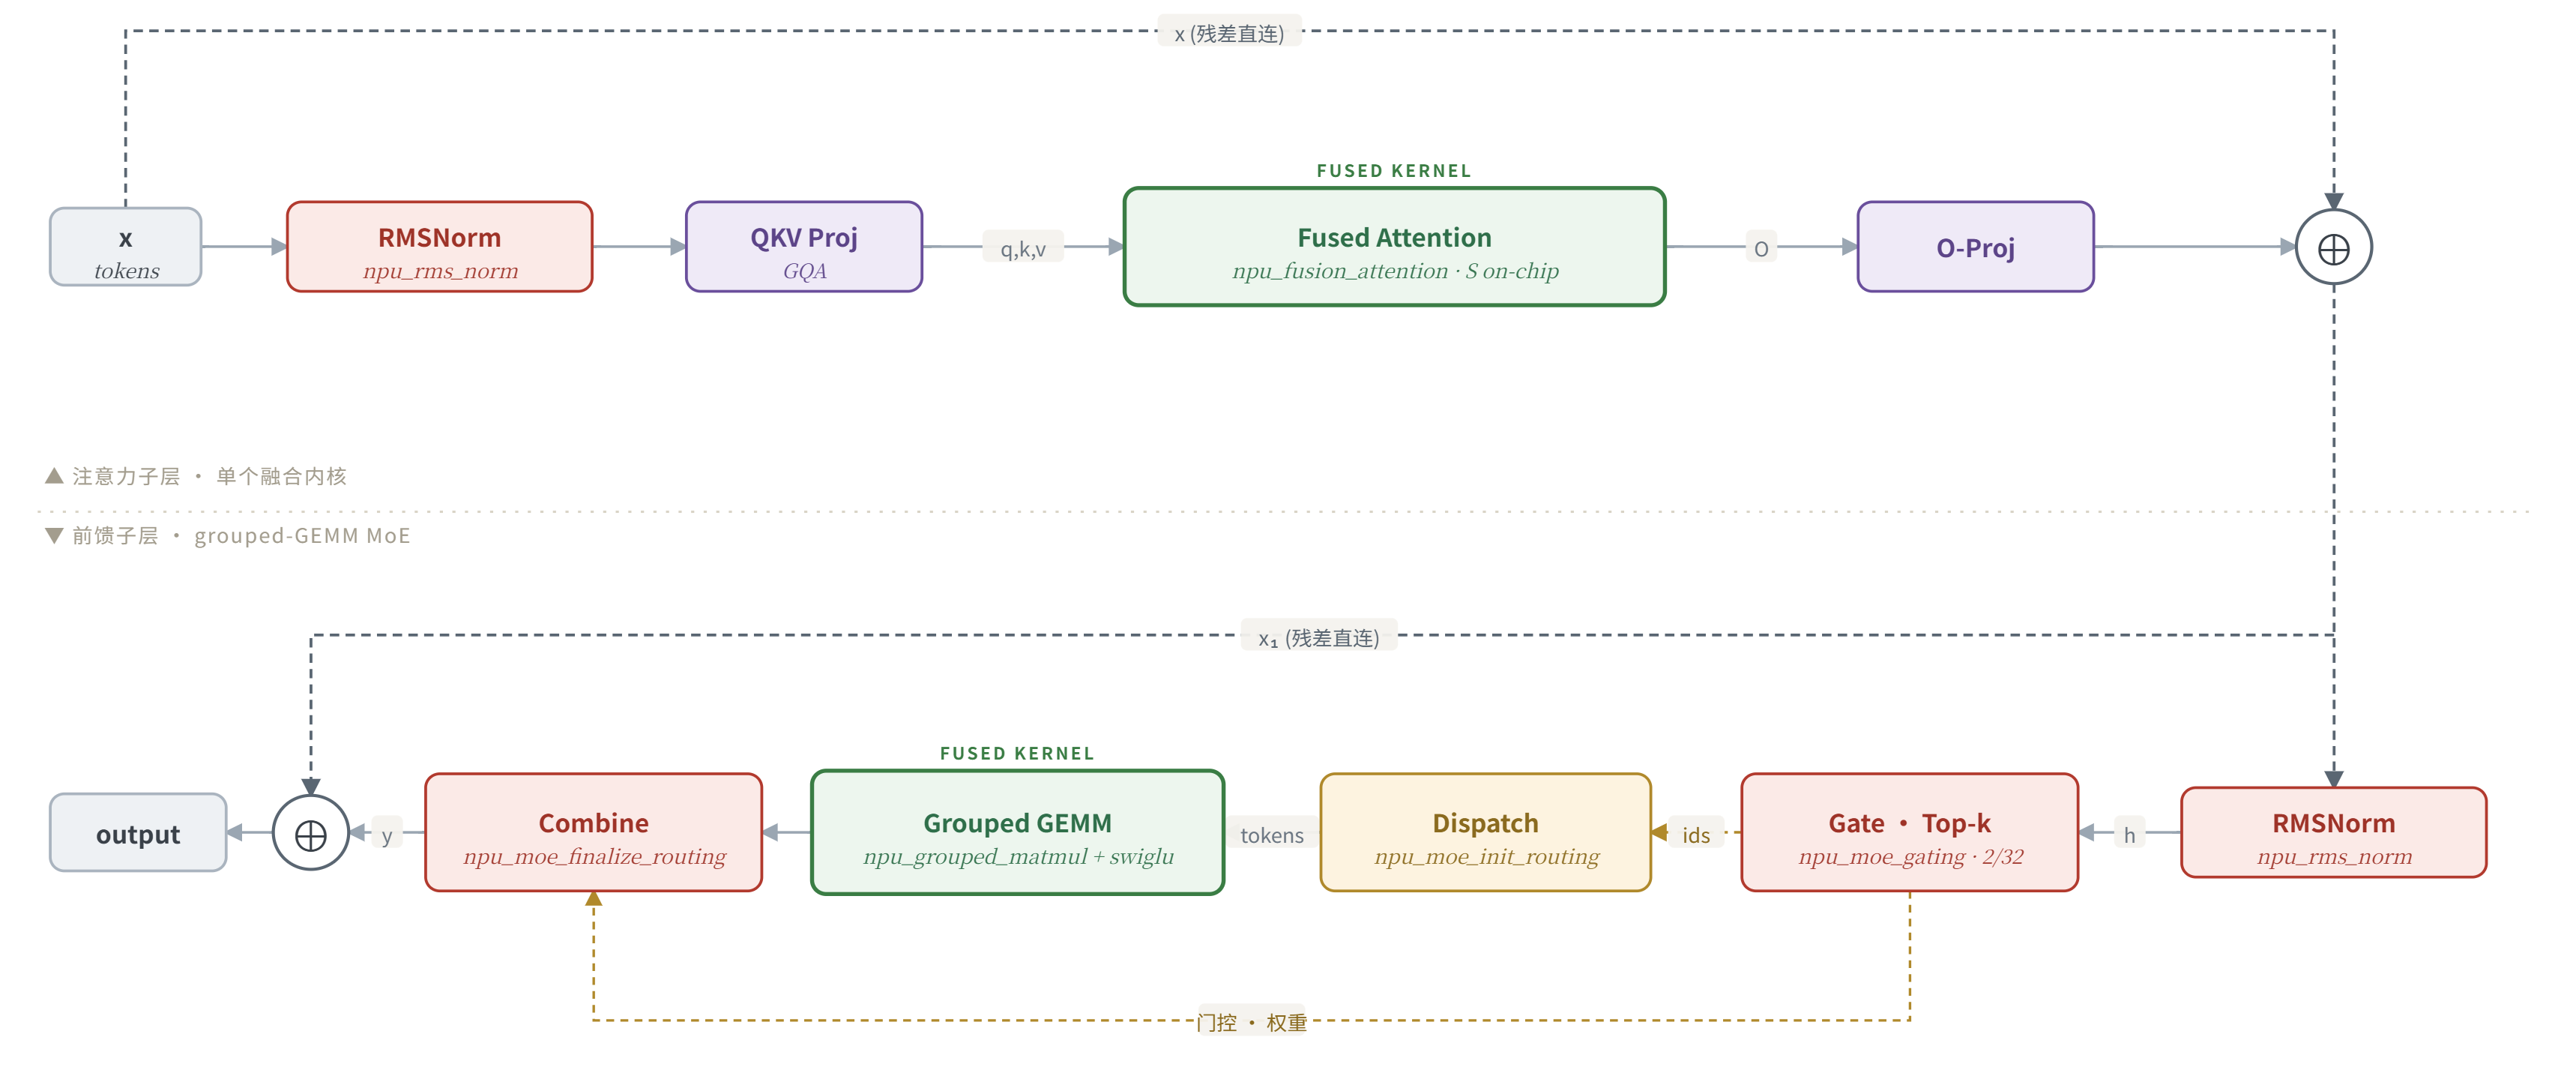 x (残差直连)
FUSED KERNEL
x
tokens
RMSNorm
npu_rms_norm
QKV Proj
GQA
q,k,v
Fused Attention
npu_fusion_attention · S on-chip
O
O-Proj
⊕
▲ 注意力子层 · 单个融合内核
▼ 前馈子层 · grouped-GEMM MoE
x₁ (残差直连)
FUSED KERNEL
output
⊕
y
Combine
npu_moe_finalize_routing
Grouped GEMM
npu_grouped_matmul + swiglu
tokens
Dispatch
npu_moe_init_routing
ids
Gate · Top-k
npu_moe_gating · 2/32
h
RMSNorm
npu_rms_norm
门控 · 权重